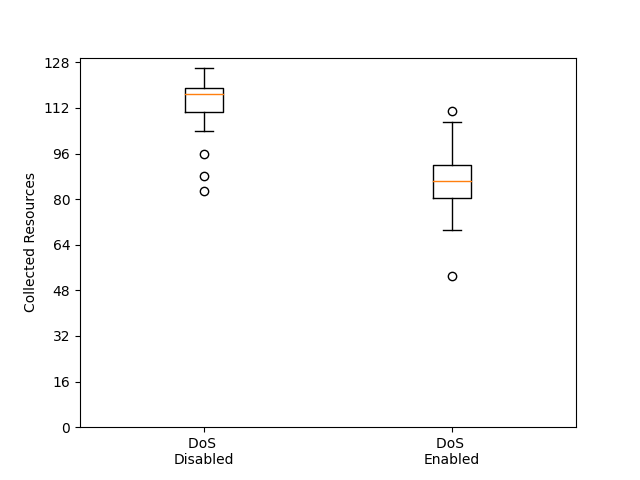 128
112
96
80
64
48
32
16
0
Collected Resources
DoS
Disabled
DoS
Enabled